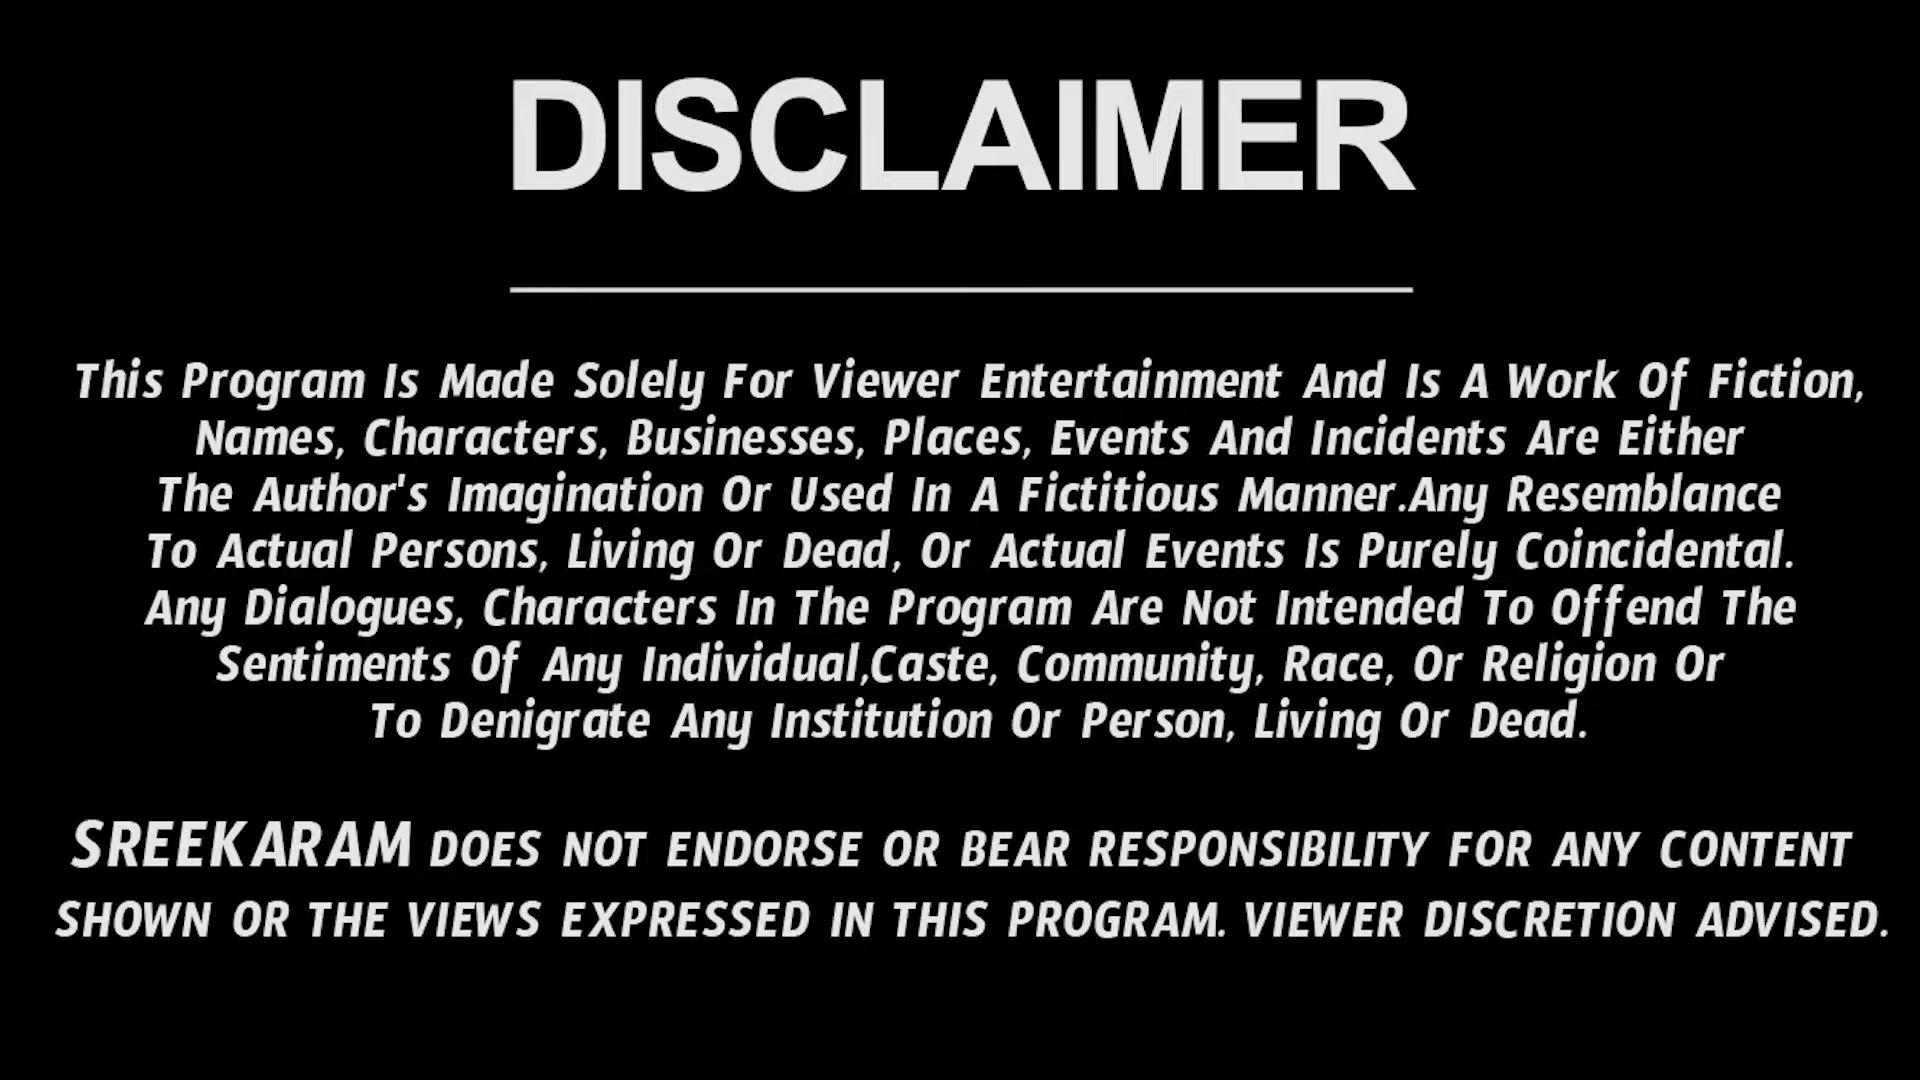 DISCLAIMER
This Program Is Made Solely For Viewer Entertainment And Is A Work Of Fiction,
Names, Characters, Businesses, Places, Events And Incidents Are Either
The Author's Imagination Or Used In A Fictitious Manner.Any Resemblance
To Actual Persons, Living Or Dead, Or Actual Events Is Purely Coincidental.
Any Dialogues, Characters In The Program Are Not Intended To Offend The
Sentiments Of Any Individual,Caste, Community, Race, Or Religion Or
To Denigrate Any Institution Or Person, Living Or Dead.
SREEKARAM DOES NOT ENDORSE OR BEAR RESPONSIBILITY FOR ANY CONTENT
SHOWN OR THE VIEWS EXPRESSED IN THIS PROGRAM. VIEWER DISCRETION ADVISED.